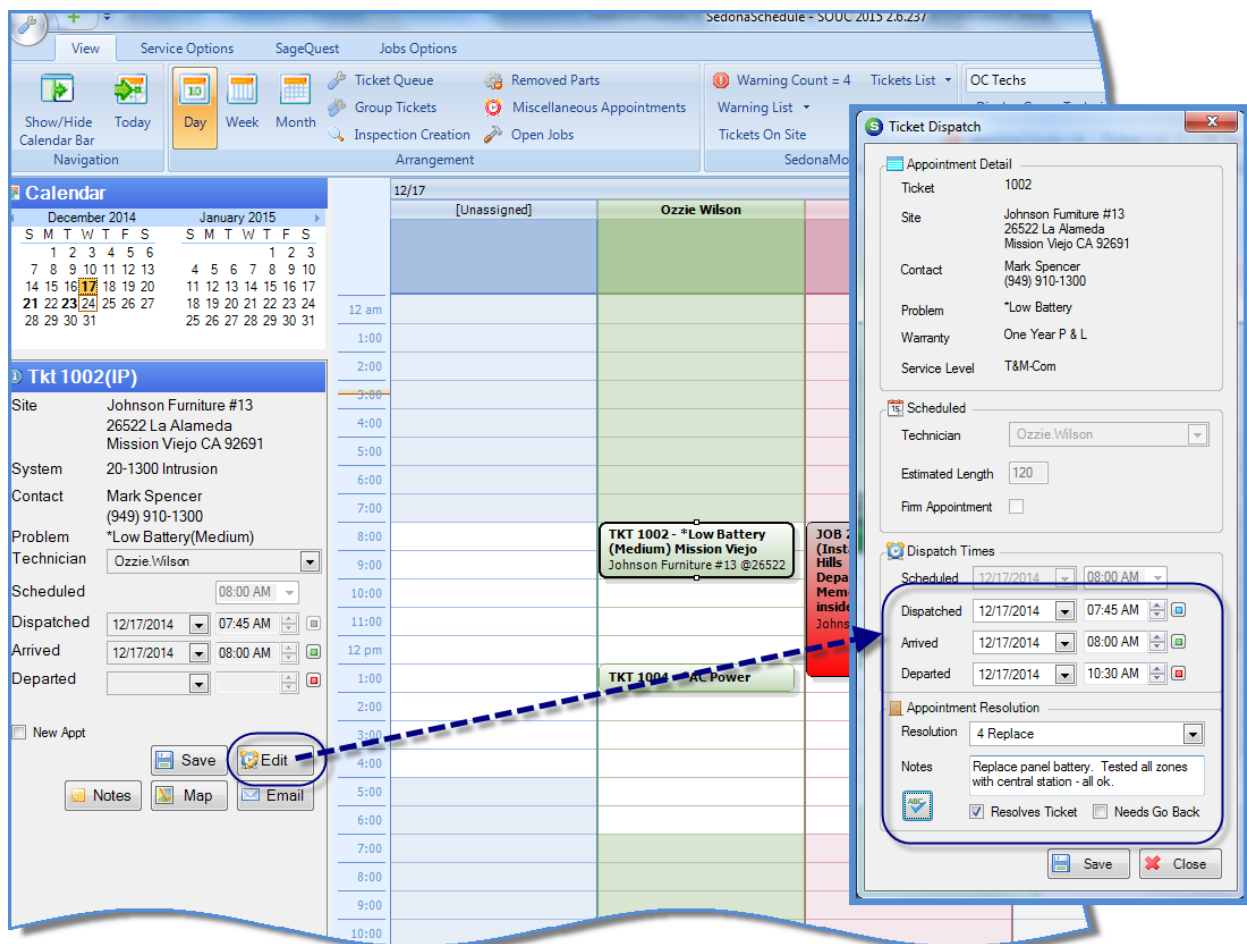 SedonaSchedule - SOUC 2015 2.6.237
View Service Options SageQuest Jobs Options
Show/Hide
Calendar Bar
Today
Navigation
Day Week Month
Ticket Queue
Group Tickets
Inspection Creation
Removed Parts
Miscellaneous Appointments
Open Jobs
Arrangement
Warning Count = 4
Warning List
Tickets On Site
Tickets List
SedonaMo
OC Techs
Calendar
December 2014
S M T W T F S
1 2 3 4 5 6
7 8 9 10 11 12 13
14 15 16 17 18 19 20
21 22 23 24 25 26 27
28 29 30 31
January 2015
S M T W T F S
1 2 3
4 5 6 7 8 9 10
11 12 13 14 15 16 17
18 19 20 21 22 23 24
25 26 27 28 29 30 31
Tkt 1002(IP)
Site Johnson Furniture #13
26522 La Alameda
Mission Viejo CA 92691
System 20-1300 Intrusion
Contact Mark Spencer
(949) 910-1300
Problem *Low Battery(Medium)
Technician Ozzie.Wilson
Scheduled 08:00 AM
Dispatched 12/17/2014 07:45 AM
Arrived 12/17/2014 08:00 AM
Departed
New Appt
Save Edit
Notes Map Email
12/17
[Unassigned] Ozzie Wilson
12 am
1:00
2:00
3:00
4:00
5:00
6:00
7:00
8:00
9:00
10:00
11:00
12 pm
1:00
2:00
3:00
4:00
5:00
6:00
7:00
8:00
9:00
10:00
TKT 1002 - *Low Battery
(Medium) Mission Viejo
Johnson Furniture #13 @26522
TKT 1004 - *AC Power
JOB 2
(Inst
Hills
Depa
Mem
inside
Johns
Ticket Dispatch
Appointment Detail
Ticket 1002
Site Johnson Furniture #13
26522 La Alameda
Mission Viejo CA 92691
Contact Mark Spencer
(949) 910-1300
Problem *Low Battery
Warranty One Year P & L
Service Level T&M-Com
15 Scheduled
Technician Ozzie.Wilson
Estimated Length 120
Firm Appointment
Dispatch Times
Scheduled 12/17/2014 08:00 AM
Dispatched 12/17/2014 07:45 AM
Arrived 12/17/2014 08:00 AM
Departed 12/17/2014 10:30 AM
Appointment Resolution
Resolution 4 Replace
Notes Replace panel battery. Tested all zones
with central station - all ok.
ABC
Resolves Ticket Needs Go Back
Save Close